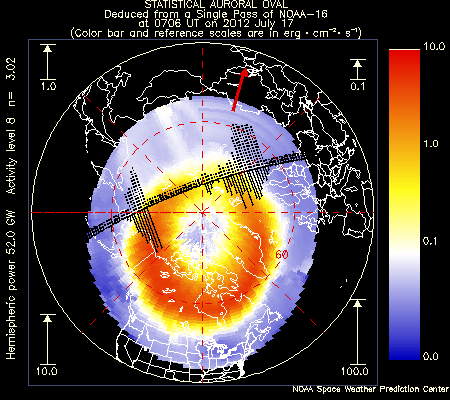 STATISTICAL AURORAL OVAL
Deduced from a Single Pass of NOAA-16
at 0706 UT on 2012 July 17
(Color bar and reference scales are in erg·cm⁻²·s⁻¹)
1.0
0.1
10.0
1.0
0.1
0.0
60
10.0
100.0
Hemispheric power 52.0 GW Activity level 8 n= 3.02
NOAA Space Weather Prediction Center